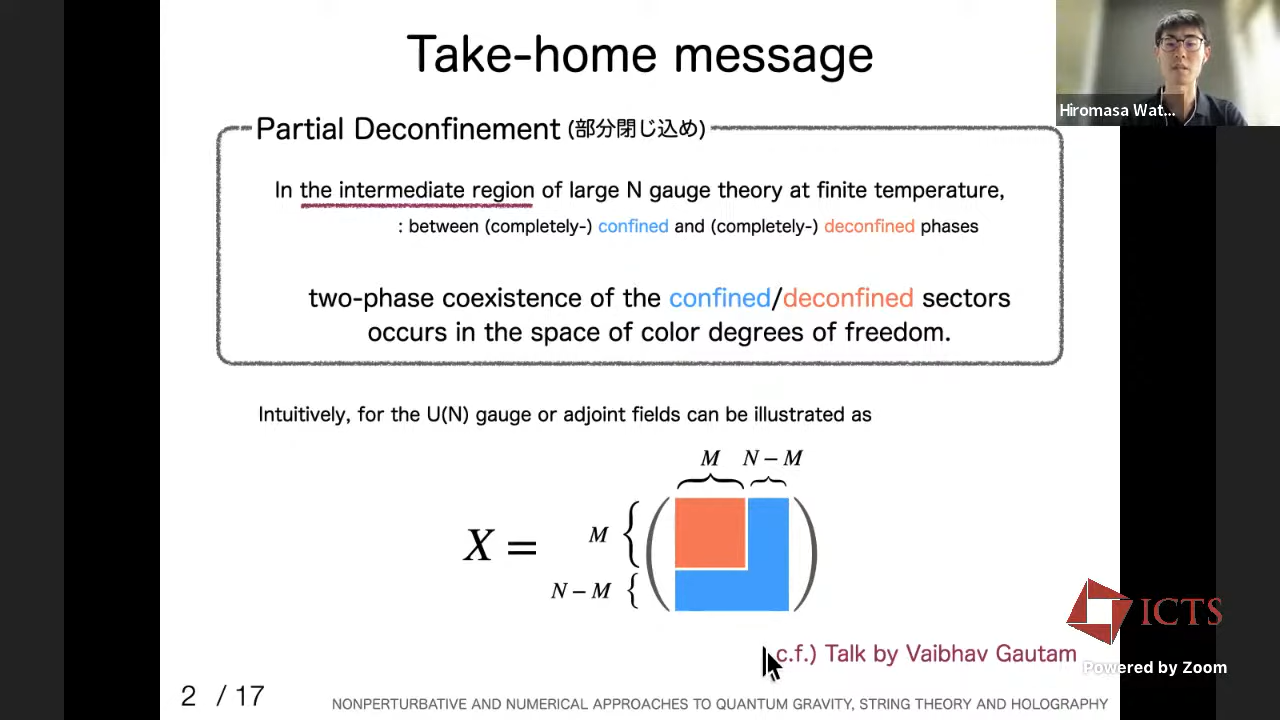 Take-home message
Hiromasa Wat...
Partial Deconfinement (部分閉じ込め)
In the intermediate region of large N gauge theory at finite temperature,
: between (completely-) confined and (completely-) deconfined phases
two-phase coexistence of the confined/deconfined sectors
occurs in the space of color degrees of freedom.
Intuitively, for the U(N) gauge or adjoint fields can be illustrated as
M N − M
X = M
N − M
ICTS
c.f.) Talk by Vaibhav Gautam
Powered by Zoom
2 / 17
NONPERTURBATIVE AND NUMERICAL APPROACHES TO QUANTUM GRAVITY, STRING THEORY AND HOLOGRAPHY